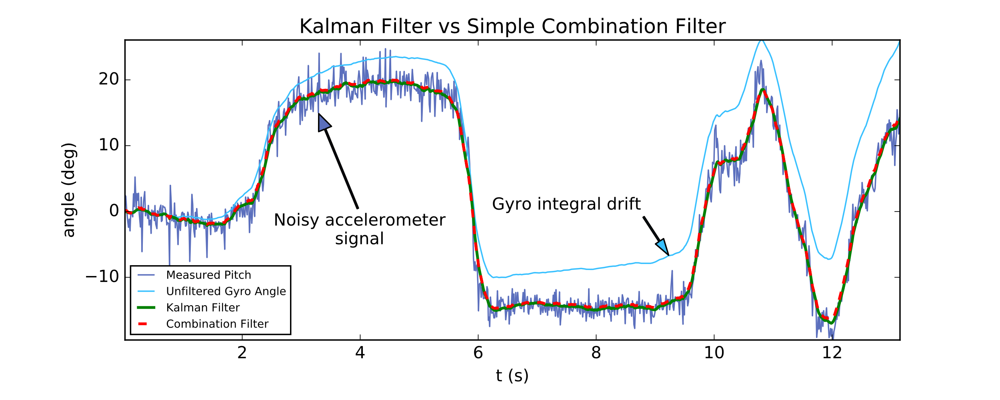 Kalman Filter vs Simple Combination Filter
angle (deg)
20
10
0
−10
Noisy accelerometer
signal
Gyro integral drift
Measured Pitch
Unfiltered Gyro Angle
Kalman Filter
Combination Filter
2 4 6 8 10 12
t (s)